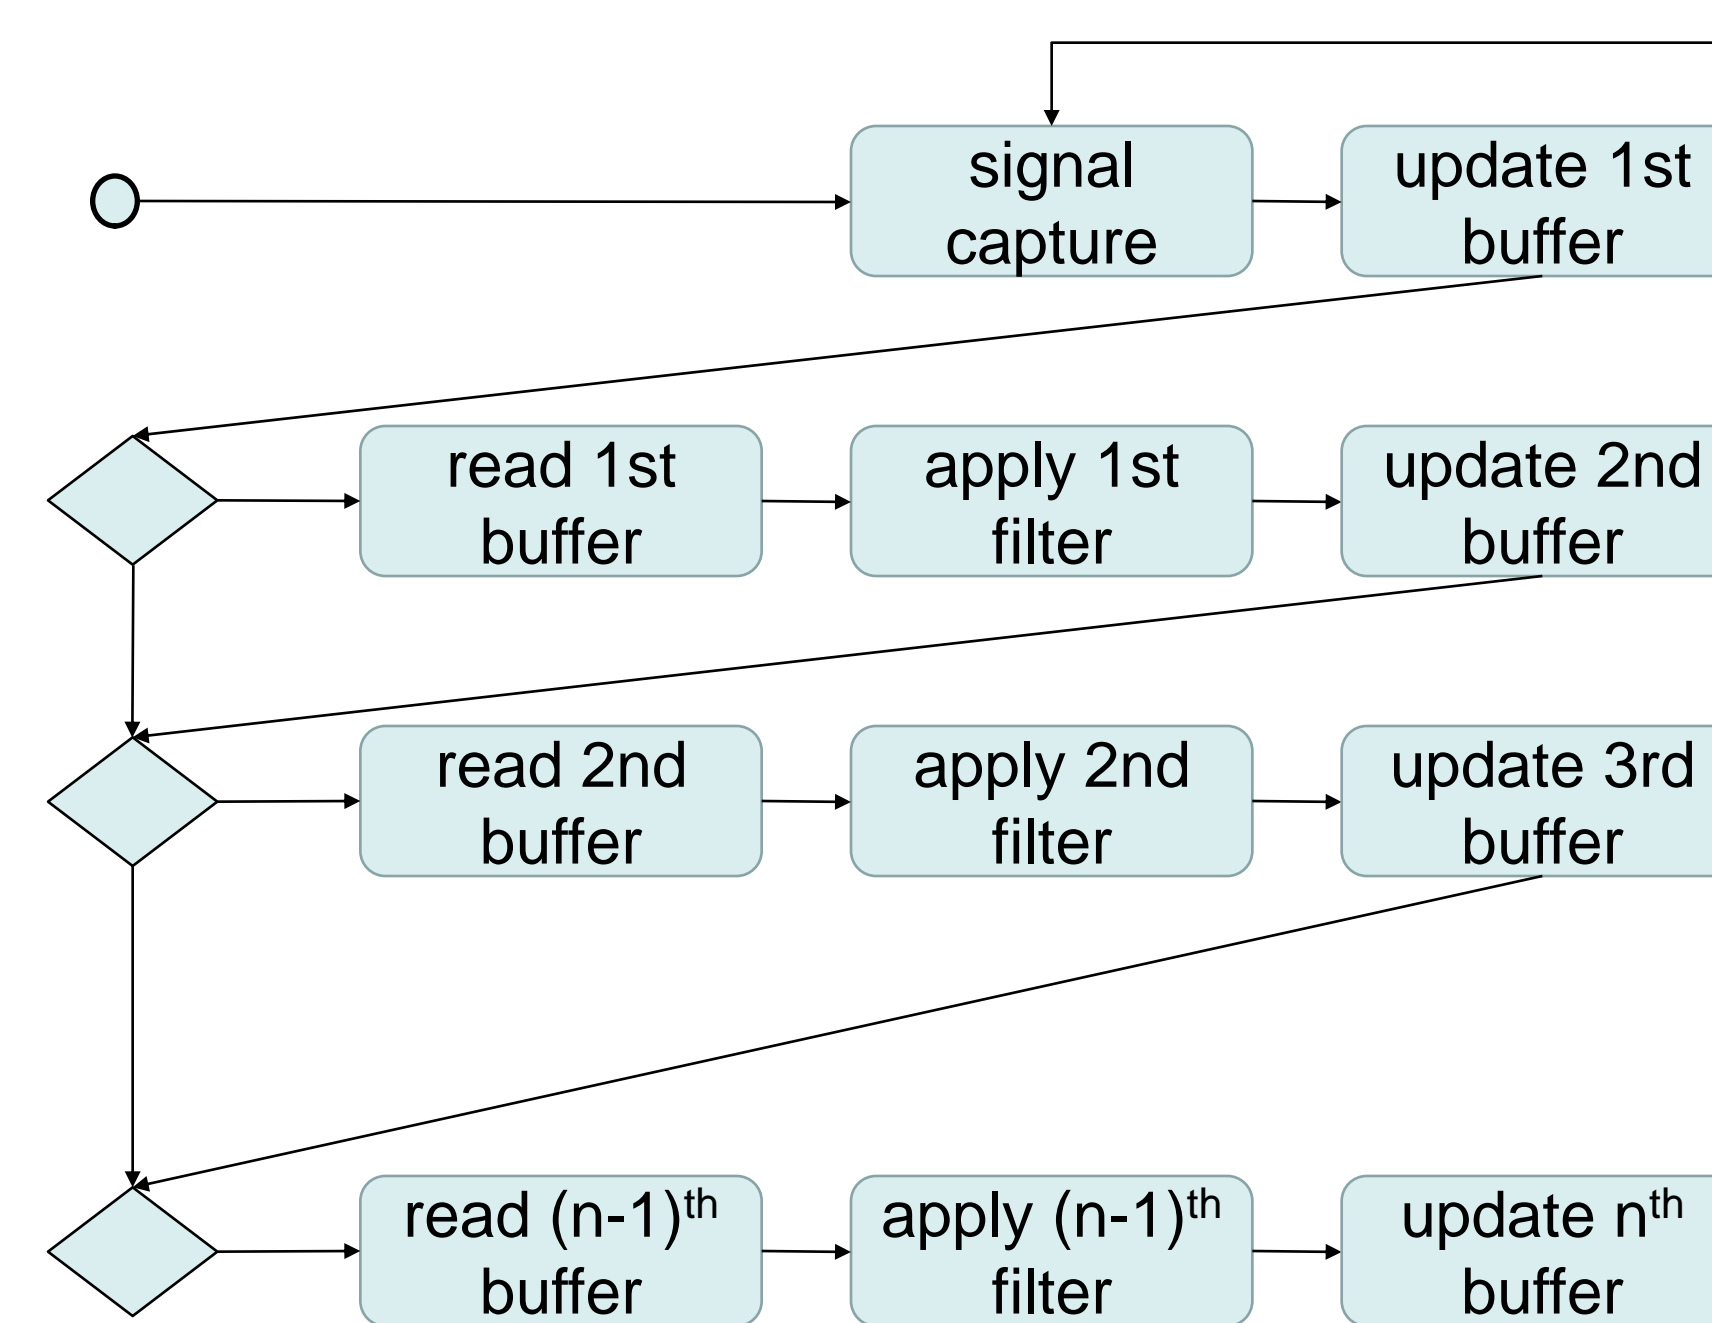 signal
capture
update 1st
buffer
read 1st
buffer
apply 1st
filter
update 2nd
buffer
read 2nd
buffer
apply 2nd
filter
update 3rd
buffer
read (n-1)th
buffer
apply (n-1)th
filter
update nth
buffer